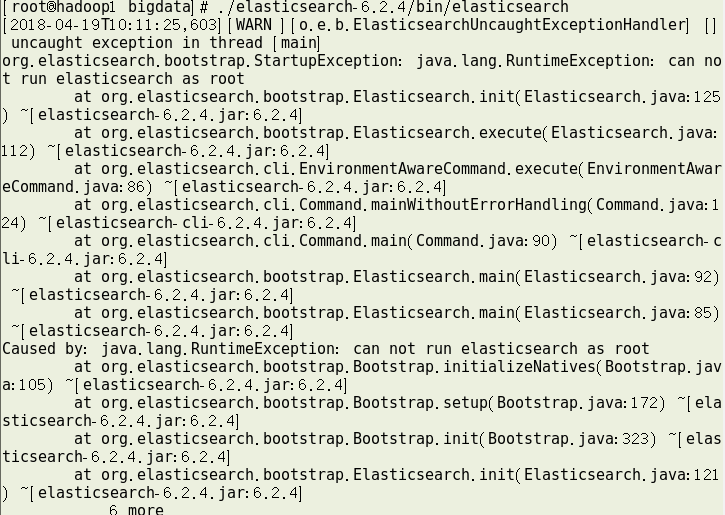 [root@hadoop1 bigdata]# ./elasticsearch-6.2.4/bin/elasticsearch
[2018-04-19T10:11:25,603][WARN ][o.e.b.ElasticsearchUncaughtExceptionHandler] []
 uncaught exception in thread [main]
org.elasticsearch.bootstrap.StartupException: java.lang.RuntimeException: can no
t run elasticsearch as root
        at org.elasticsearch.bootstrap.Elasticsearch.init(Elasticsearch.java:125
) ~[elasticsearch-6.2.4.jar:6.2.4]
        at org.elasticsearch.bootstrap.Elasticsearch.execute(Elasticsearch.java:
112) ~[elasticsearch-6.2.4.jar:6.2.4]
        at org.elasticsearch.cli.EnvironmentAwareCommand.execute(EnvironmentAwar
eCommand.java:86) ~[elasticsearch-6.2.4.jar:6.2.4]
        at org.elasticsearch.cli.Command.mainWithoutErrorHandling(Command.java:1
24) ~[elasticsearch-cli-6.2.4.jar:6.2.4]
        at org.elasticsearch.cli.Command.main(Command.java:90) ~[elasticsearch-c
li-6.2.4.jar:6.2.4]
        at org.elasticsearch.bootstrap.Elasticsearch.main(Elasticsearch.java:92)
 ~[elasticsearch-6.2.4.jar:6.2.4]
        at org.elasticsearch.bootstrap.Elasticsearch.main(Elasticsearch.java:85)
 ~[elasticsearch-6.2.4.jar:6.2.4]
Caused by: java.lang.RuntimeException: can not run elasticsearch as root
        at org.elasticsearch.bootstrap.Bootstrap.initializeNatives(Bootstrap.jav
a:105) ~[elasticsearch-6.2.4.jar:6.2.4]
        at org.elasticsearch.bootstrap.Bootstrap.setup(Bootstrap.java:172) ~[ela
sticsearch-6.2.4.jar:6.2.4]
        at org.elasticsearch.bootstrap.Bootstrap.init(Bootstrap.java:323) ~[elas
ticsearch-6.2.4.jar:6.2.4]
        at org.elasticsearch.bootstrap.Elasticsearch.init(Elasticsearch.java:121
) ~[elasticsearch-6.2.4.jar:6.2.4]
            6 more